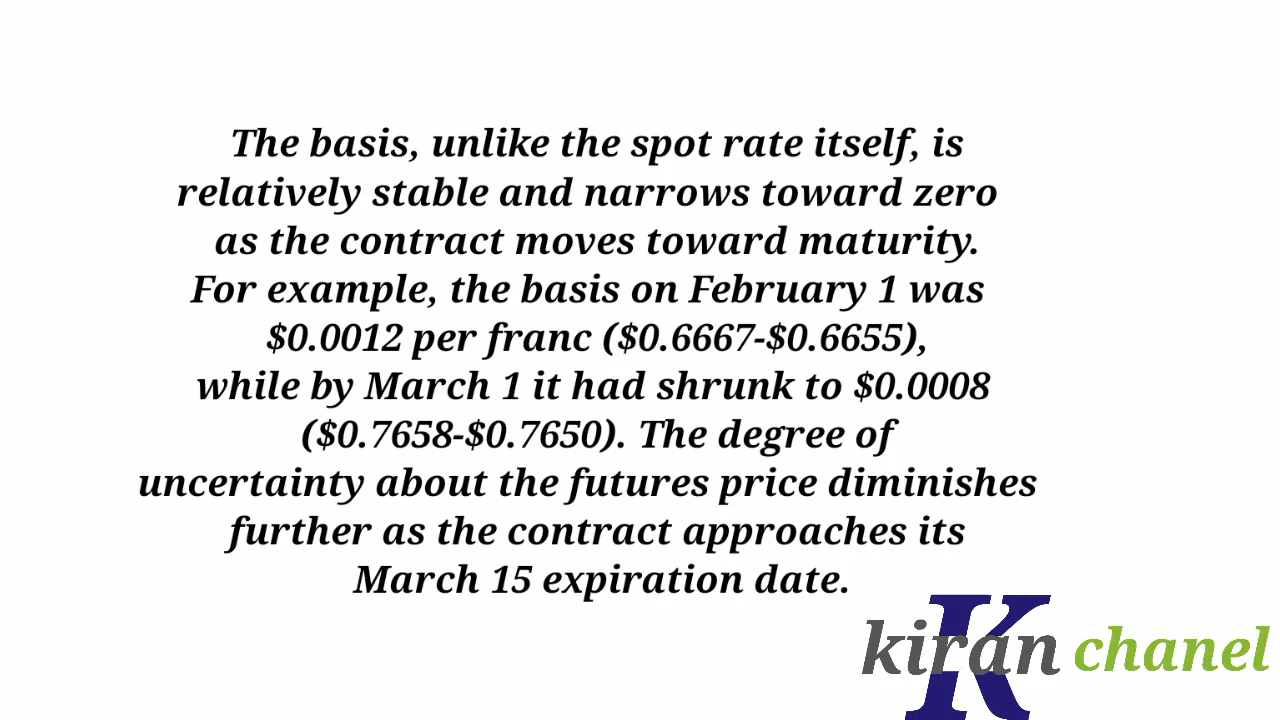 The basis, unlike the spot rate itself, is
relatively stable and narrows toward zero
as the contract moves toward maturity.
For example, the basis on February 1 was
$0.0012 per franc ($0.6667-$0.6655),
while by March 1 it had shrunk to $0.0008
($0.7658-$0.7650). The degree of
uncertainty about the futures price diminishes
further as the contract approaches its
March 15 expiration date.
K
kiran chanel